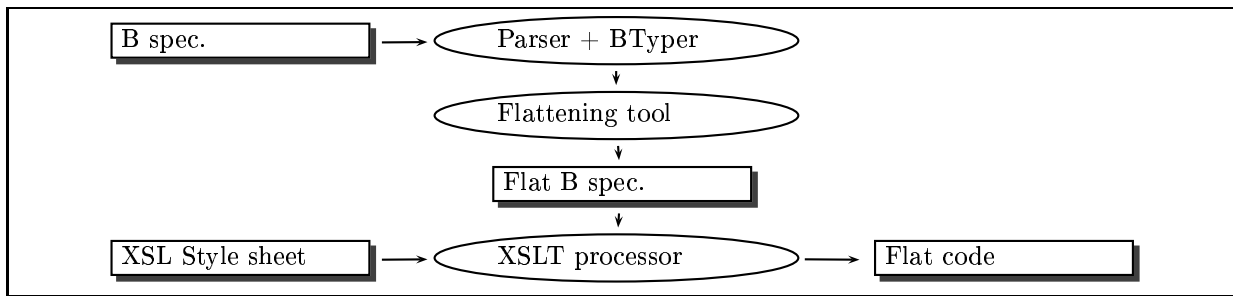 B spec.
Parser + BTyper
Flattening tool
Flat B spec.
XSL Style sheet
XSLT processor
Flat code